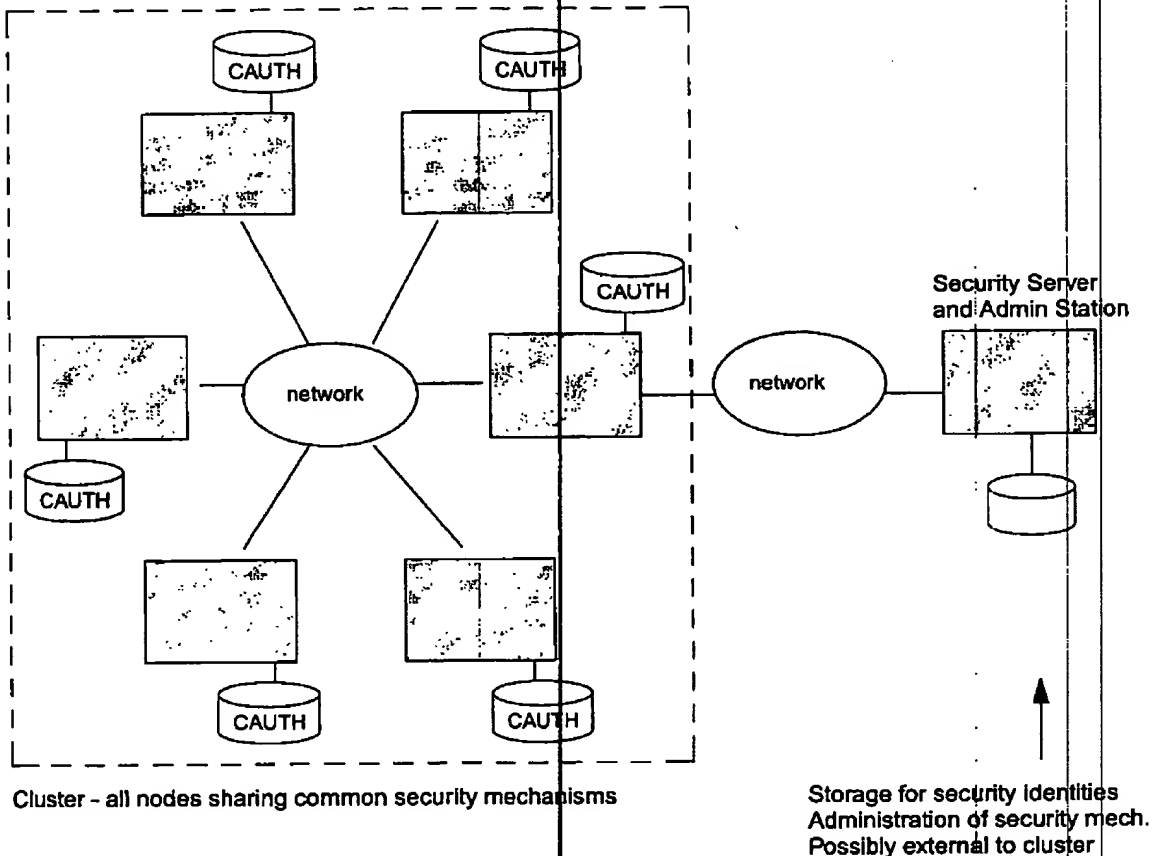 CAUTH
CAUTH
CAUTH
Security Server
and Admin Station
network
network
CAUTH
CAUTH
CAUTH
Cluster - all nodes sharing common security mechanisms
Storage for security identities
Administration of security mech.
Possibly external to cluster